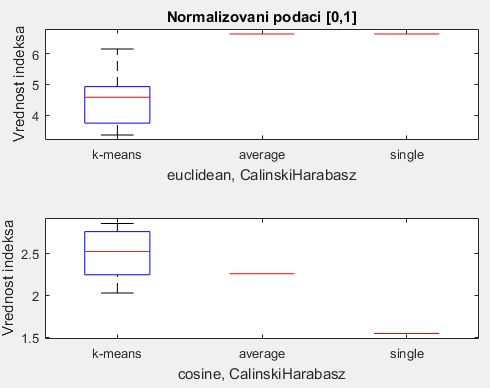 Normalizovani podaci [0,1]
Vrednost indeksa
6
5
4
k-means average single
euclidean, CalinskiHarabasz
Vrednost indeksa
2.5
2
1.5
k-means average single
cosine, CalinskiHarabasz